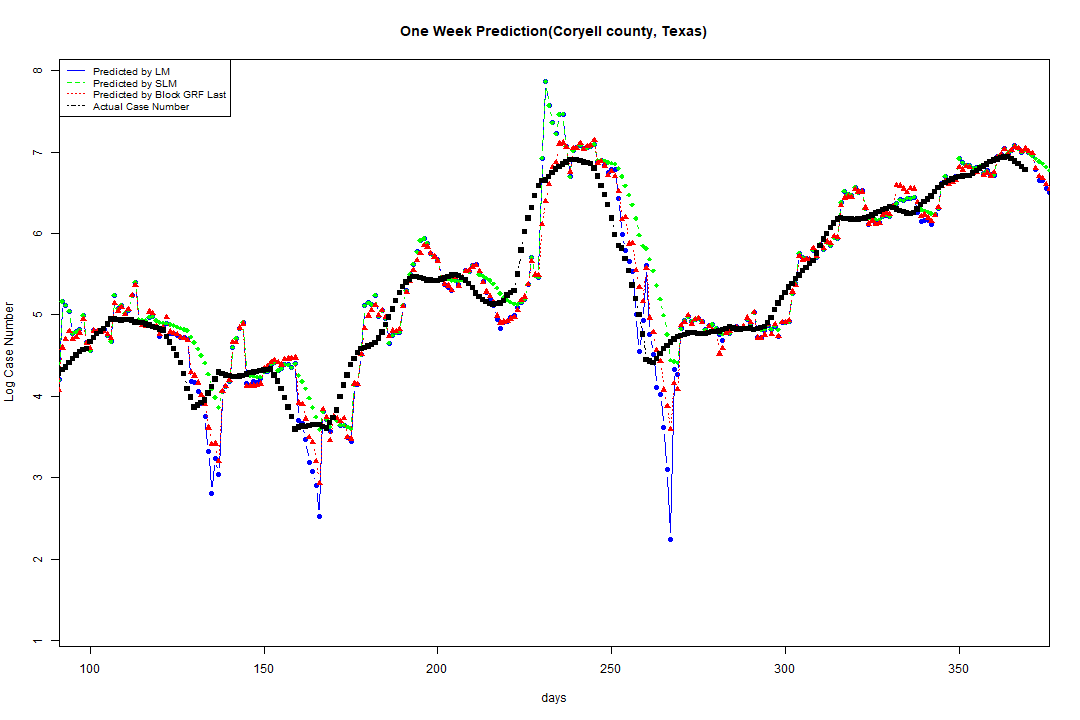 One Week Prediction(Coryell county, Texas)
Predicted by LM
Predicted by SLM
Predicted by Block GRF Last
Actual Case Number
8
7
6
5
4
3
2
1
Log Case Number
100 150 200 250 300 350
days